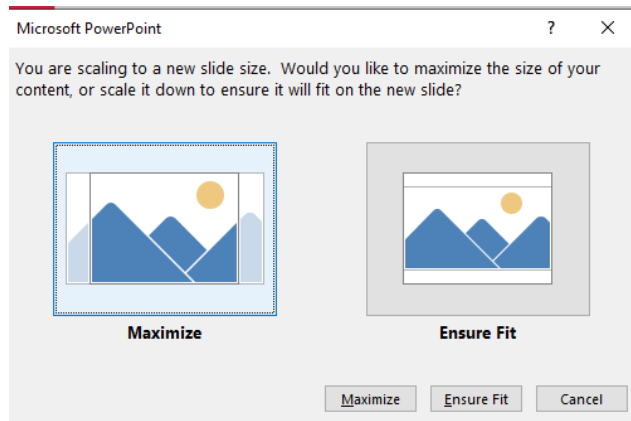 Microsoft PowerPoint
?
You are scaling to a new slide size.  Would you like to maximize the size of your
content, or scale it down to ensure it will fit on the new slide?
Maximize
Ensure Fit
Maximize
Ensure Fit
Cancel